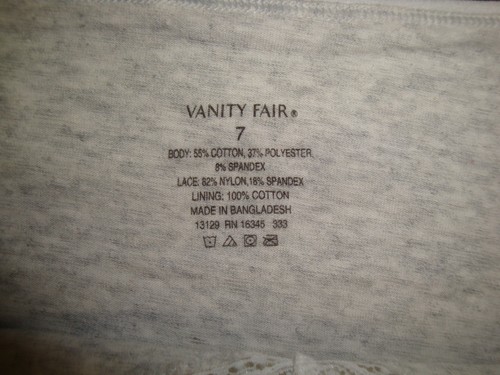 VANITY FAIR®
7
BODY: 55% COTTON, 37% POLYESTER,
8% SPANDEX
LACE: 82% NYLON, 18% SPANDEX
LINING: 100% COTTON
MADE IN BANGLADESH
13129 RN 16345 333